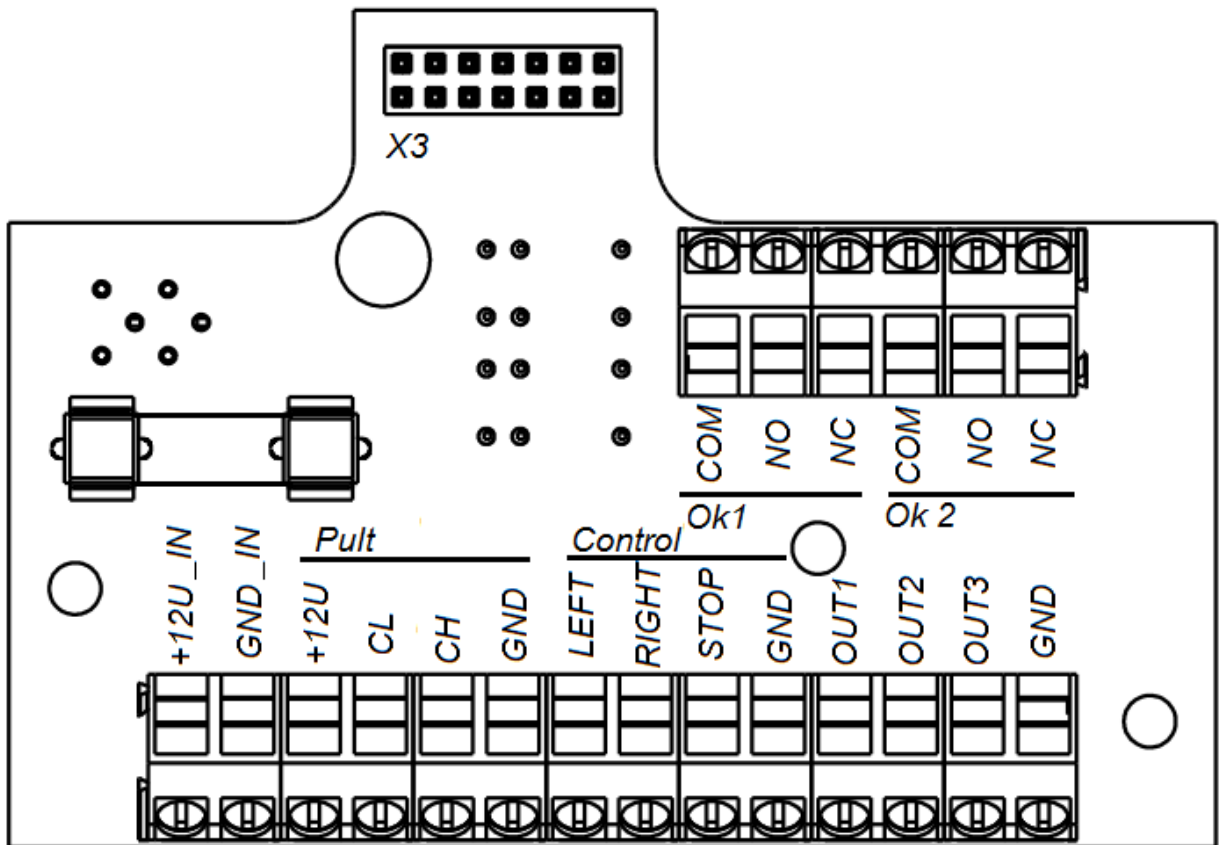 X3
COM NO NC COM NO NC
Ok1 Ok 2
Pult Control
+12U_IN GND_IN +12U CL CH GND LEFT RIGHT STOP GND OUT1 OUT2 OUT3 GND